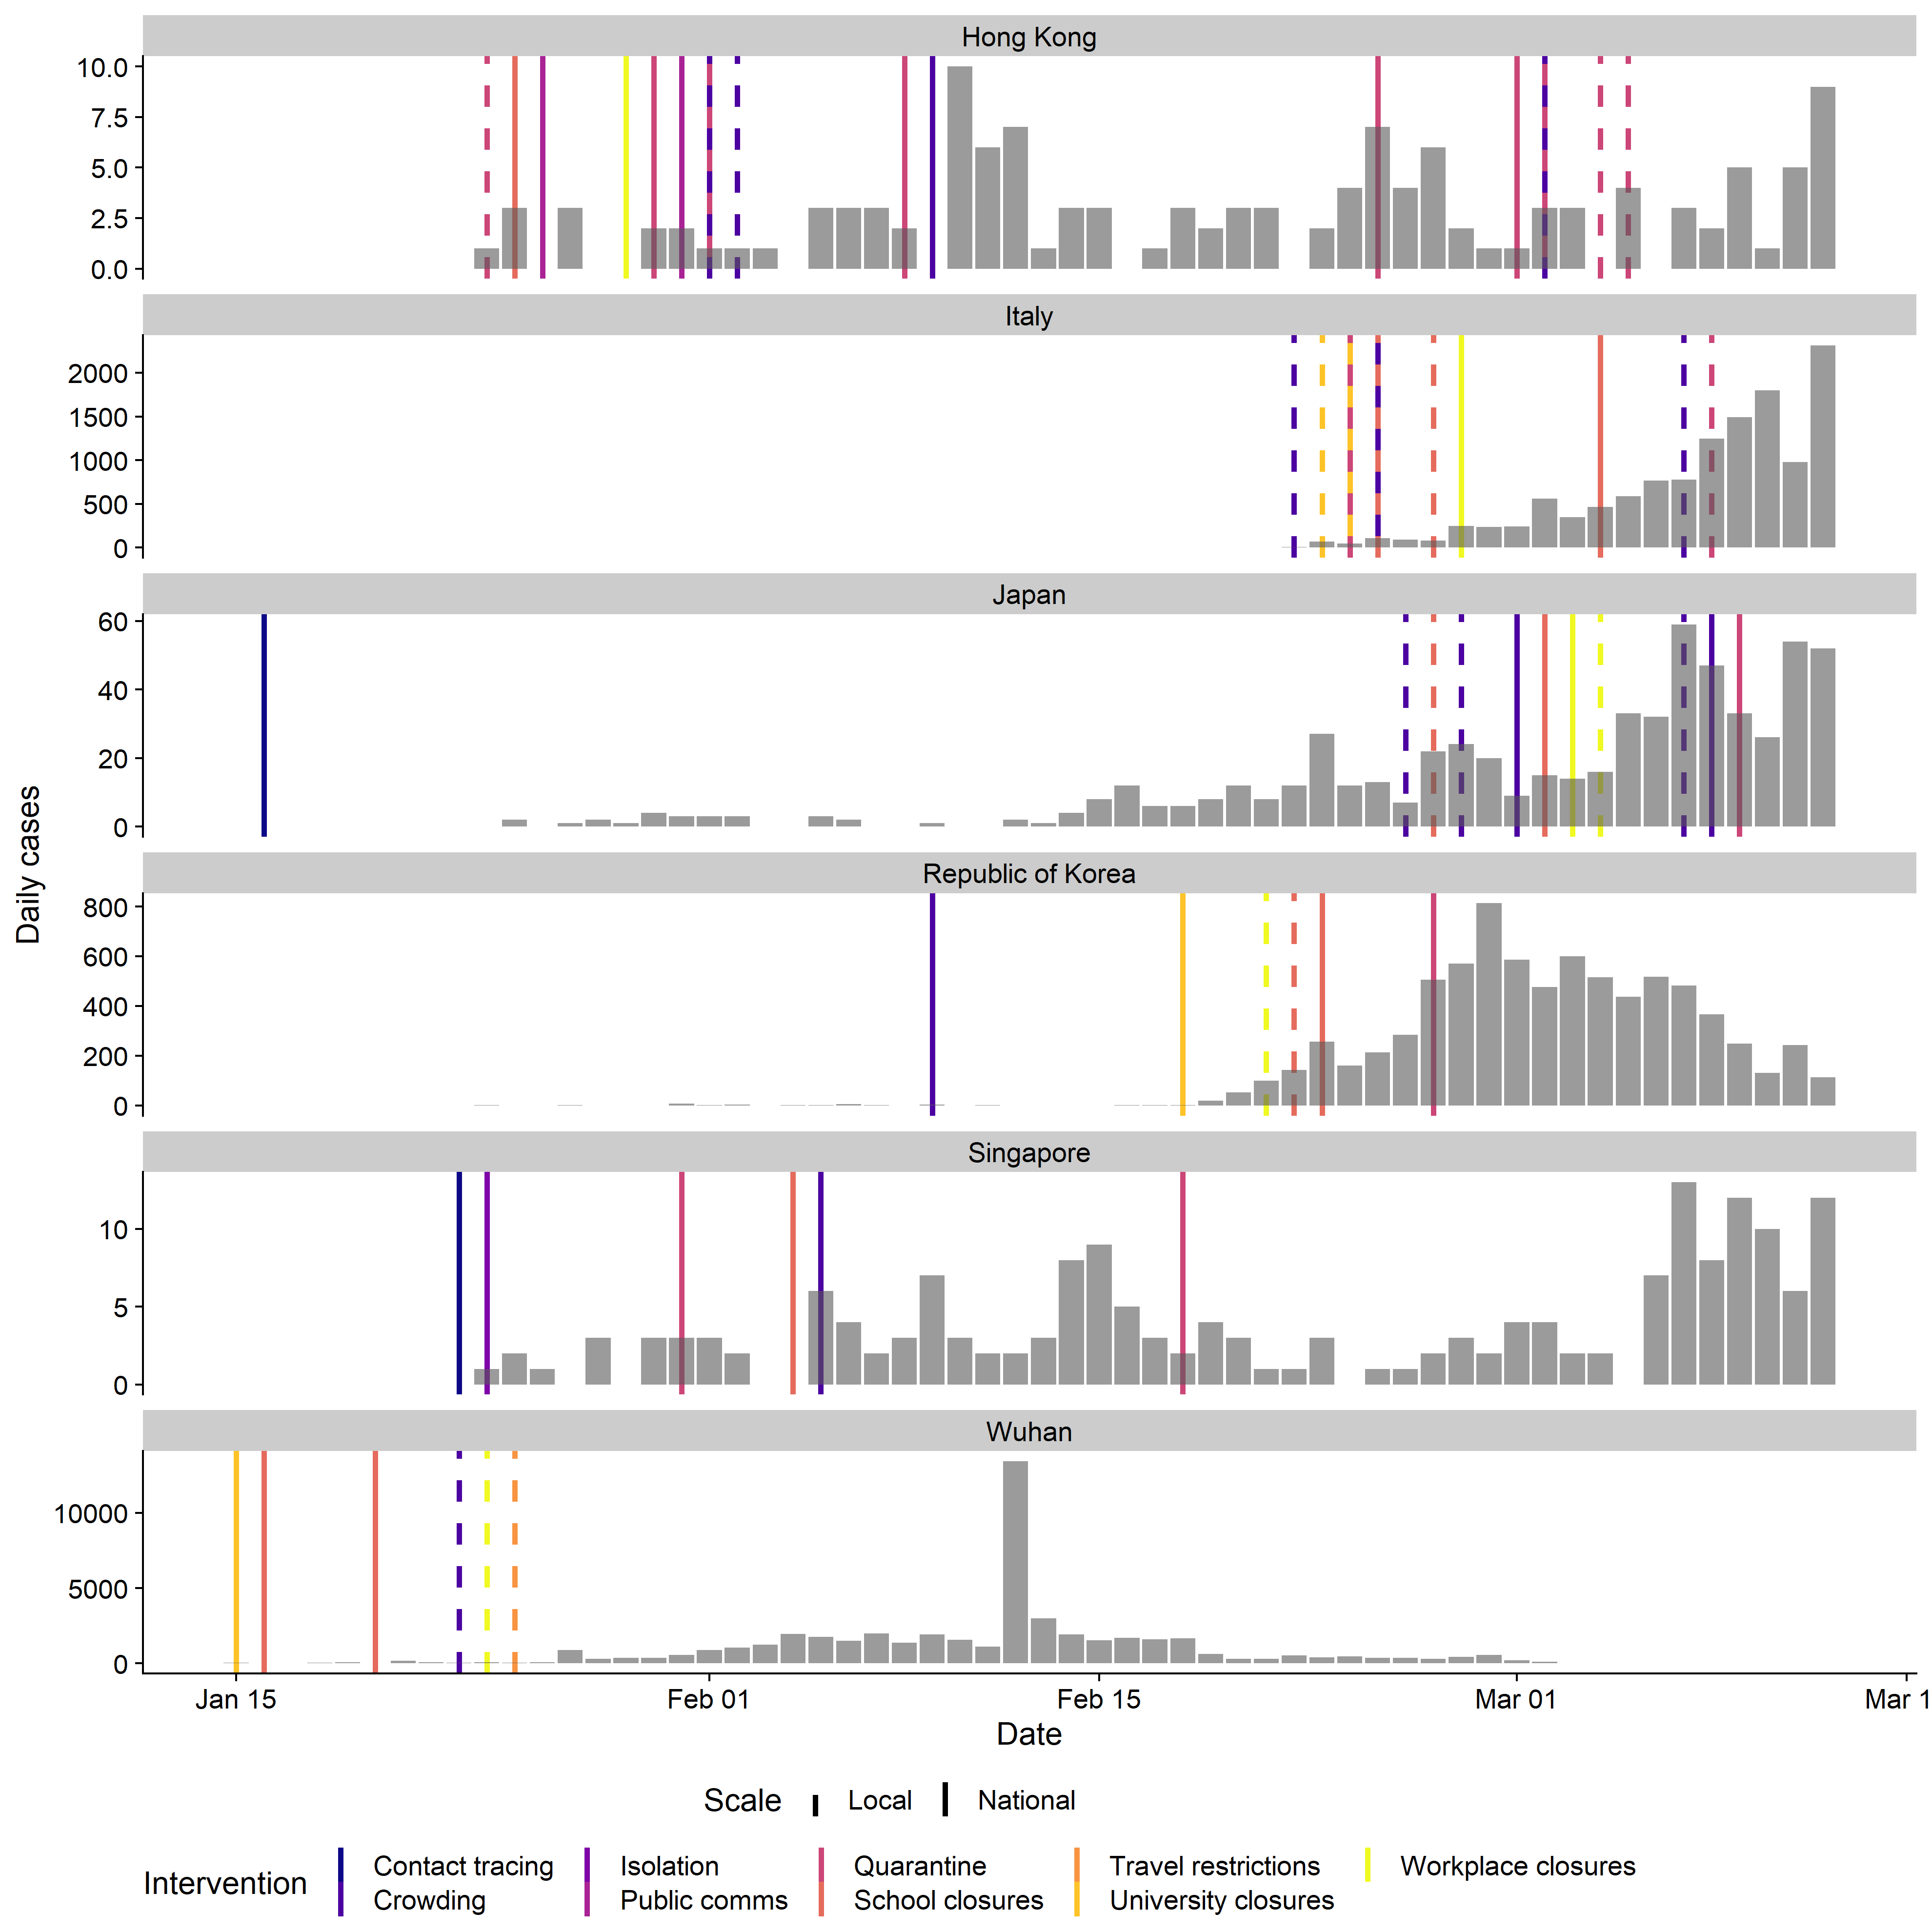 Hong Kong
10.0
7.5
5.0
2.5
0.0
Italy
2000
1500
1000
500
0
Japan
60
40
20
0
Daily cases
Republic of Korea
800
600
400
200
0
Singapore
10
5
0
Wuhan
10000
5000
0
Jan 15 Feb 01 Feb 15 Mar 01 Mar 1
Date
Scale Local National
Intervention
Contact tracing Isolation Quarantine Travel restrictions Workplace closures
Crowding Public comms School closures University closures